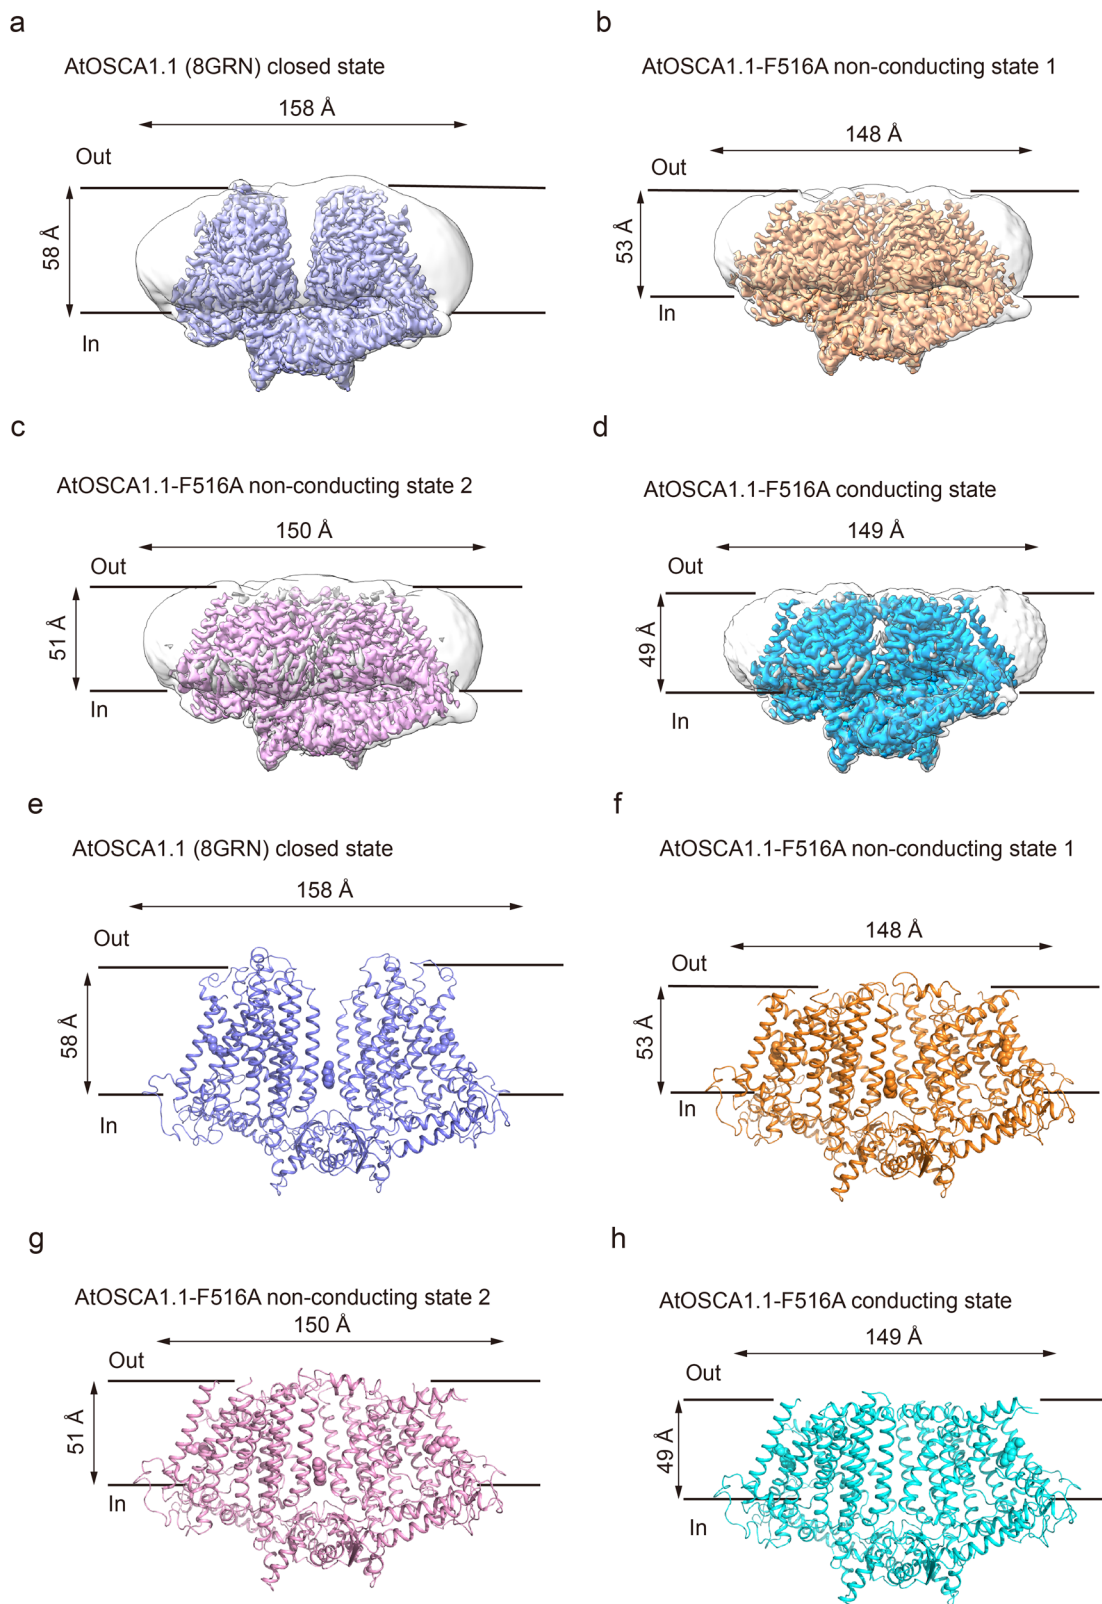 a
AtOSCA1.1 (8GRN) closed state
158 Å
Out
58 Å
In
b
AtOSCA1.1-F516A non-conducting state 1
148 Å
Out
53 Å
In
c
AtOSCA1.1-F516A non-conducting state 2
150 Å
Out
51 Å
In
d
AtOSCA1.1-F516A conducting state
149 Å
Out
49 Å
In
e
AtOSCA1.1 (8GRN) closed state
158 Å
Out
58 Å
In
f
AtOSCA1.1-F516A non-conducting state 1
148 Å
Out
53 Å
In
g
AtOSCA1.1-F516A non-conducting state 2
150 Å
Out
51 Å
In
h
AtOSCA1.1-F516A conducting state
149 Å
Out
49 Å
In